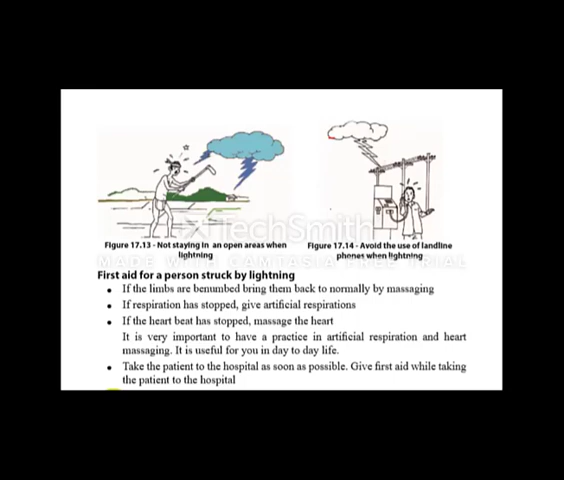 TechSmith
MADE WITH CAMTASIA FREE TRIAL
Figure 17.13 - Not staying in an open areas when
lightning
Figure 17.14 - Avoid the use of landline
phones when lightning
First aid for a person struck by lightning
• If the limbs are benumbed bring them back to normally by massaging
• If respiration has stopped, give artificial respirations
• If the heart beat has stopped, massage the heart
It is very important to have a practice in artificial respiration and heart
massaging. It is useful for you in day to day life.
• Take the patient to the hospital as soon as possible. Give first aid while taking
the patient to the hospital